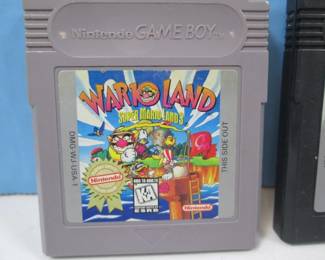 Nintendo GAME BOY
WARIO LAND
SUPER MARIO LAND 3
DMG-WJ-USA-1
THIS SIDE OUT
Nintendo
K-A
Nintendo